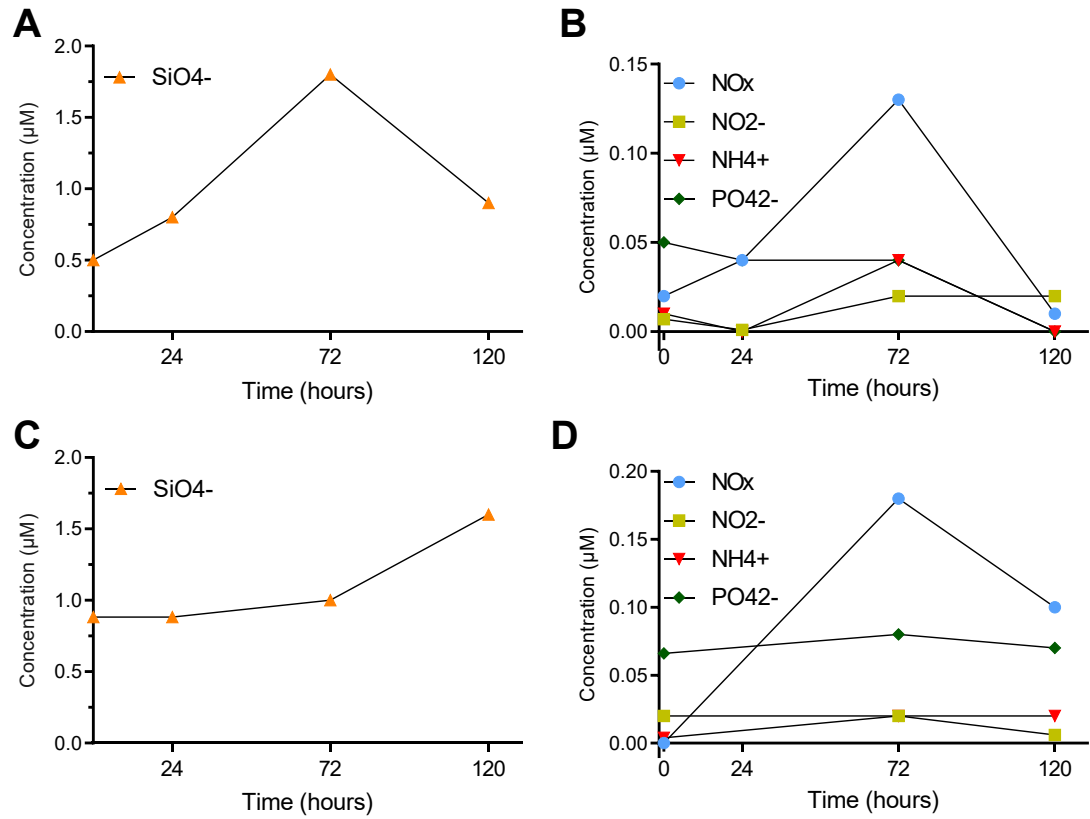 A
2.0
1.5
1.0
0.5
0.0
Concentration (µM)
SiO4-
24 72 120
Time (hours)
B
0.15
0.10
0.05
0.00
Concentration (µM)
NOx
NO2-
NH4+
PO42-
0 24 72 120
Time (hours)
C
2.0
1.5
1.0
0.5
0.0
Concentration (µM)
SiO4-
24 72 120
Time (hours)
D
0.20
0.15
0.10
0.05
0.00
Concentration (µM)
NOx
NO2-
NH4+
PO42-
0 24 72 120
Time (hours)